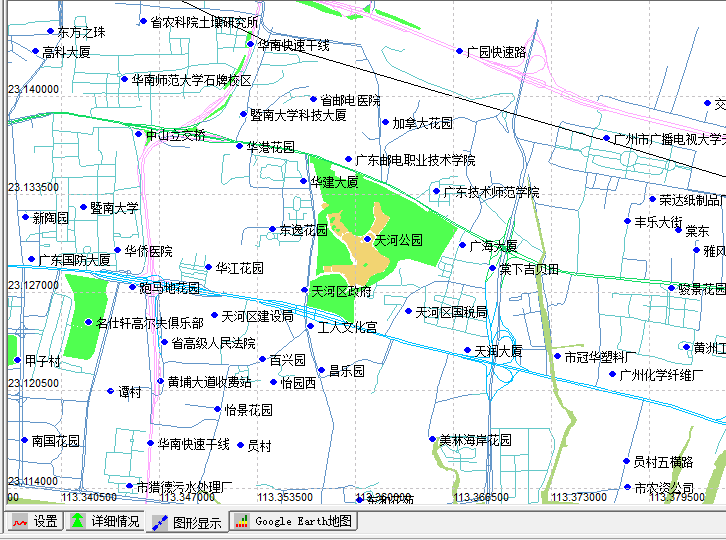 东方之珠
省农科院土壤研究所
高科大厦
华南快速干线
广园快速路
华南师范大学石牌校区
23.140000
省邮电医院
交
暨南大学科技大厦
加拿大花园
中山立交桥
华港花园
广州市广播电视大学天
广东邮电职业技术学院
23.133500
华建大厦
广东技术师范学院
荣达纸制品厂
暨南大学
新陶园
丰乐大街
东逸花园
棠东
天河公园
华侨医院
广海大厦
雅风
广东国防大厦
华江花园
棠下吉贝田
23.127000
跑马地花园
天河区政府
骏景花园
名仕轩高尔夫俱乐部
天河区建设局
天河区国税局
工人文化宫
省高级人民法院
天润大厦
黄洲工
甲子村
百兴园
市冠华塑料厂
昌乐园
广州化学纤维厂
23.120500
谭村
黄埔大道收费站
怡园西
怡景花园
南国花园
华南快速干线
员村
美林海岸花园
员村五横路
23.114000
市猎德污水处理厂
市农资公司
00
113.340500
113.347000
113.353500
113.360000
113.366500
113.373000
113.379500
设置
详细情况
图形显示
Google Earth地图